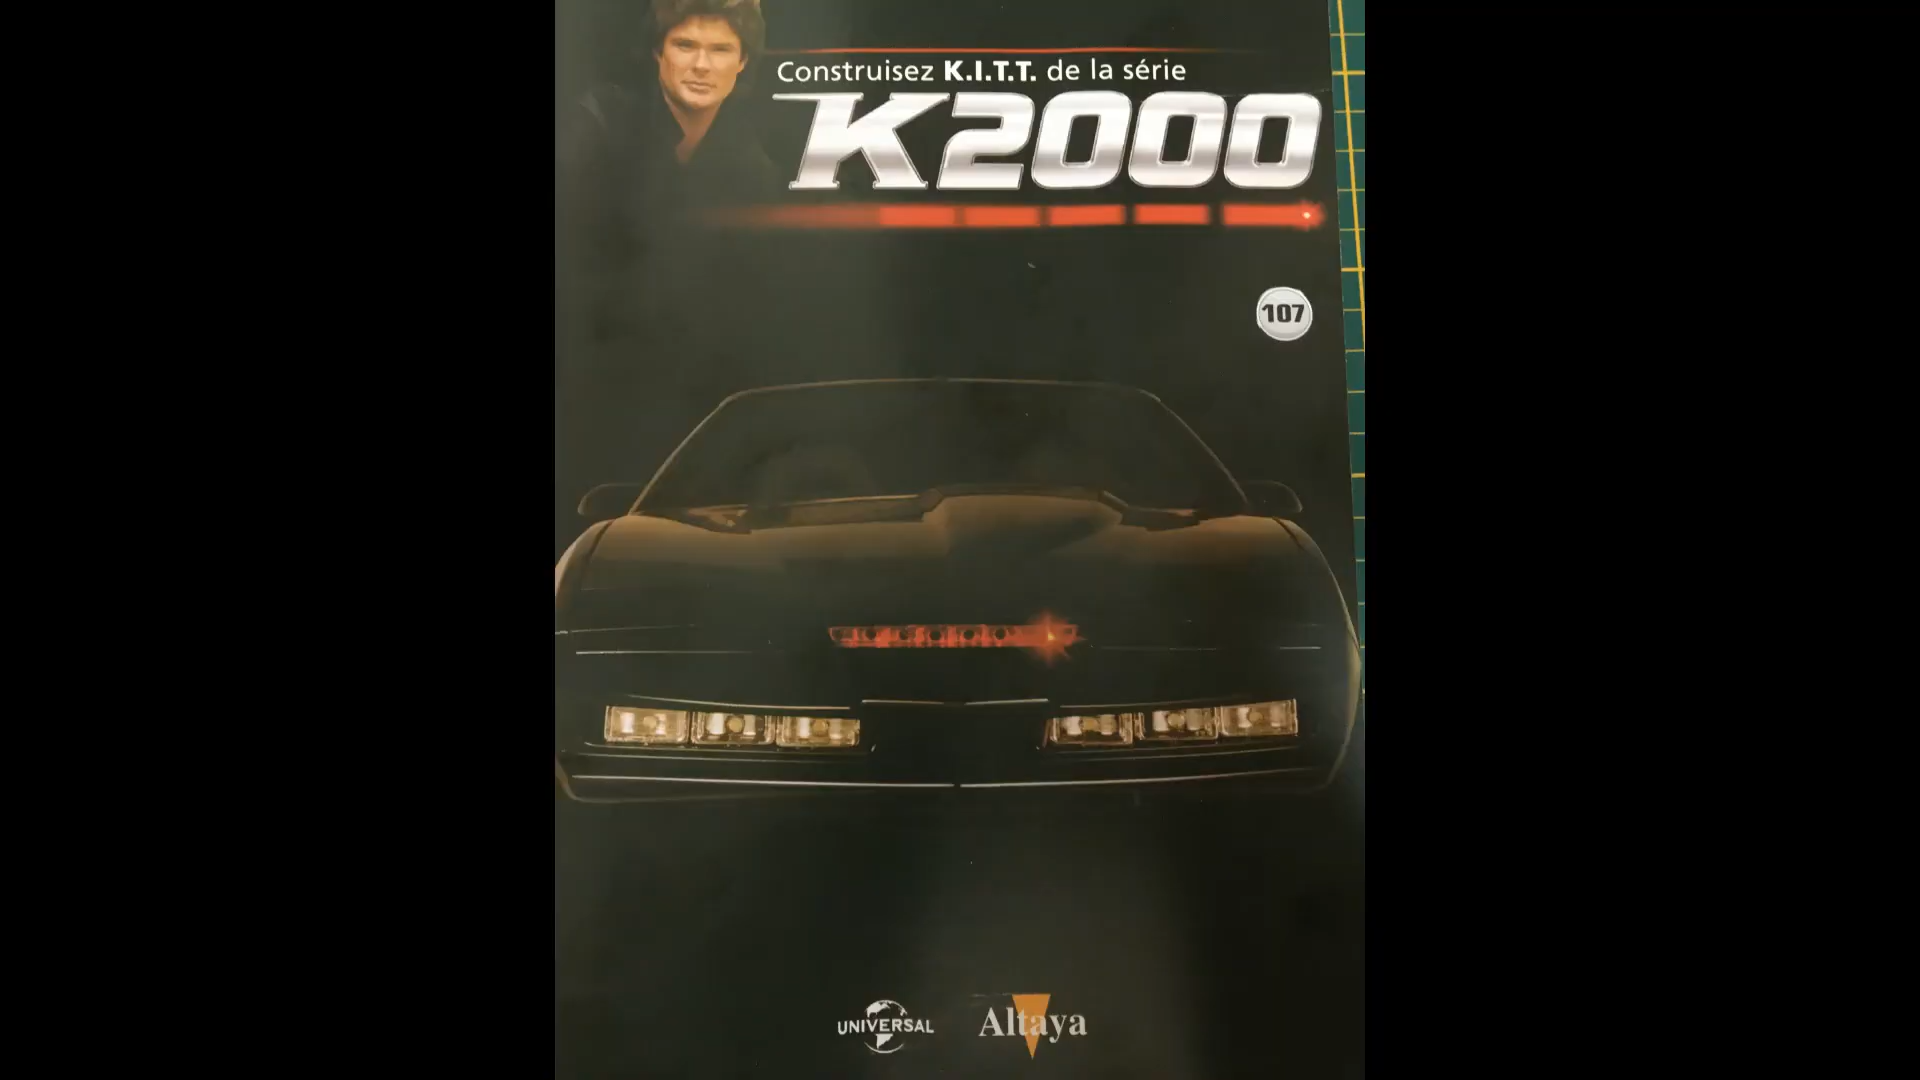 Construisez K.I.T.T. de la série
K2000
107
UNIVERSAL
Altaya